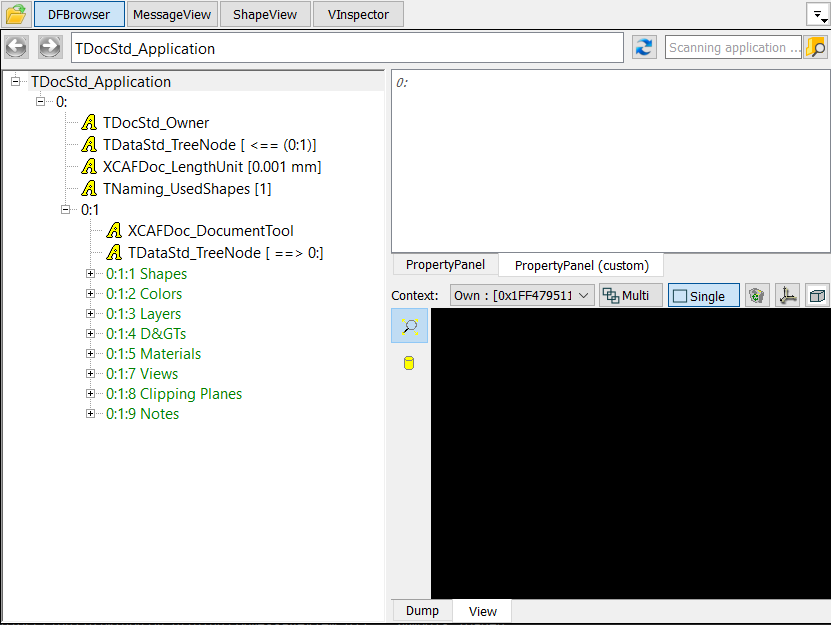 DFBrowser MessageView ShapeView VInspector
TDocStd_Application
Scanning application ...
TDocStd_Application
0:
TDocStd_Owner
TDataStd_TreeNode [ <== (0:1)]
XCAFDoc_LengthUnit [0.001 mm]
TNaming_UsedShapes [1]
0:1
XCAFDoc_DocumentTool
TDataStd_TreeNode [ ==> 0:]
0:1:1 Shapes
0:1:2 Colors
0:1:3 Layers
0:1:4 D&GTs
0:1:5 Materials
0:1:7 Views
0:1:8 Clipping Planes
0:1:9 Notes
0:
PropertyPanel PropertyPanel (custom)
Context: Own : [0x1FF479511 Multi Single
Dump View